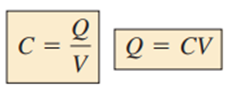 C = Q/V
Q = CV